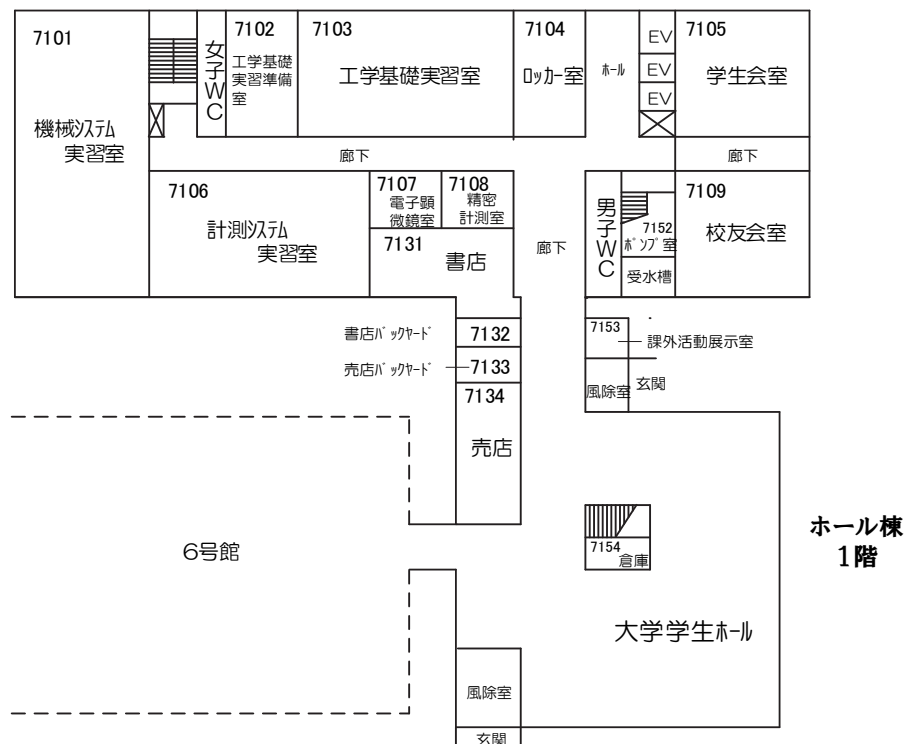 7101
機械ｼｽﾃﾑ
実習室
女子WC
7102
工学基礎
実習準備
室
7103
工学基礎実習室
7104
ﾛｯｶｰ室
ﾎｰﾙ
EV
EV
EV
7105
学生会室
廊下
廊下
7106
計測ｼｽﾃﾑ
実習室
7107
電子顕
微鏡室
7108
精密
計測室
7131
書店
廊下
男子WC
7152
ﾎﾟﾝﾌﾟ室
受水槽
7109
校友会室
書店ﾊﾞｯｸﾔｰﾄﾞ
7132
売店ﾊﾞｯｸﾔｰﾄﾞ
7133
7134
売店
7153
課外活動展示室
風除室
玄関
6号館
7154
倉庫
大学学生ﾎｰﾙ
ホール棟
1階
風除室
玄関